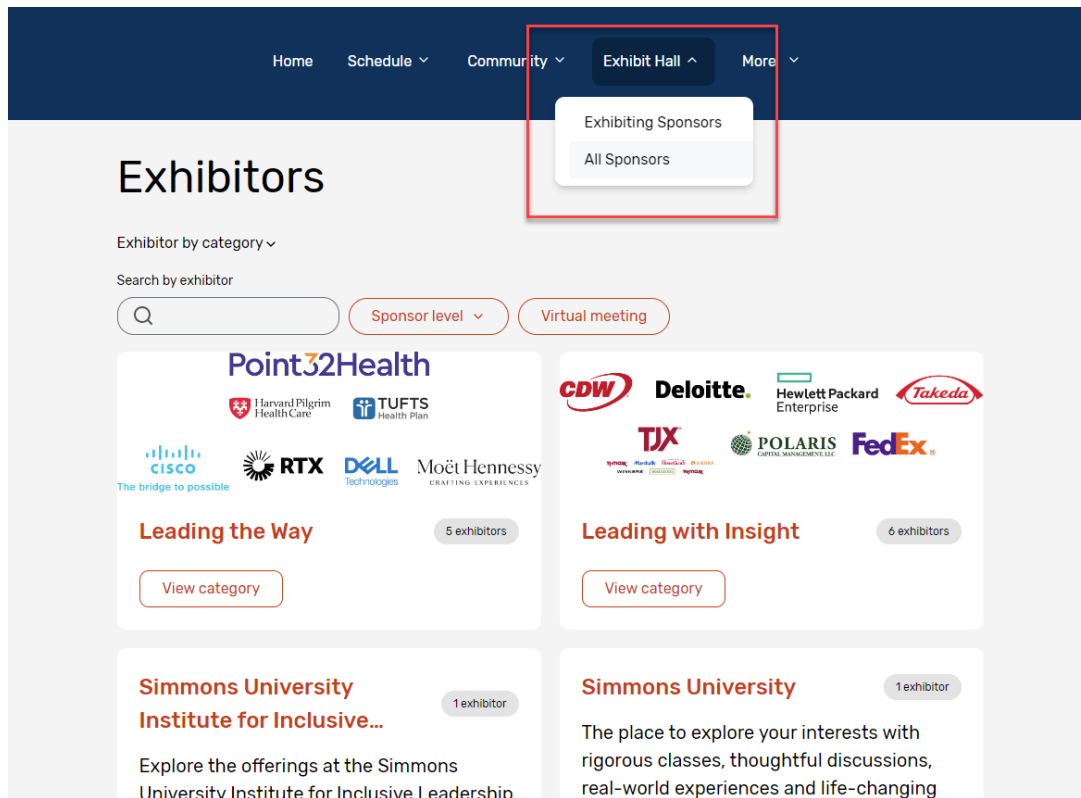 Home Schedule Community Exhibit Hall More
Exhibiting Sponsors
All Sponsors
Exhibitors
Exhibitor by category
Search by exhibitor
Sponsor level Virtual meeting
Point32Health
Harvard Pilgrim
HealthCare
TUFTS
Health Plan
CISCO
The bridge to possible
RTX
DELL
Technologies
Moët Hennessy
CRAFTING EXPERIENCES
Leading the Way 5 exhibitors
View category
CDW
Deloitte.
Hewlett Packard
Enterprise
Takeda
TJX
POLARIS
CAPITAL MANAGEMENT, LLC
FedEx
Leading with Insight 6 exhibitors
View category
Simmons University
Institute for Inclusive...
1 exhibitor
Explore the offerings at the Simmons
University Institute for Inclusive Leadership
Simmons University 1 exhibitor
The place to explore your interests with
rigorous classes, thoughtful discussions,
real-world experiences and life-changing